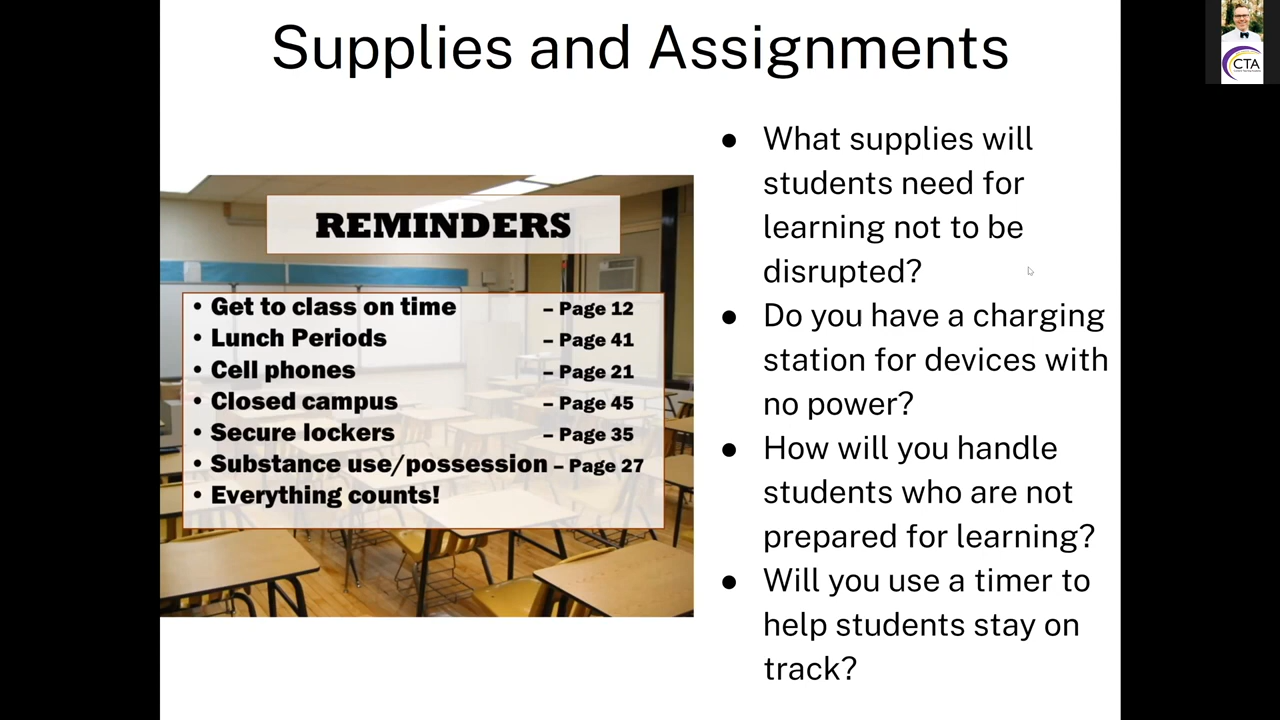 Supplies and Assignments
REMINDERS
• Get to class on time – Page 12
• Lunch Periods – Page 41
• Cell phones – Page 21
• Closed campus – Page 45
• Secure lockers – Page 35
• Substance use/possession – Page 27
• Everything counts!
● What supplies will
students need for
learning not to be
disrupted?
● Do you have a charging
station for devices with
no power?
● How will you handle
students who are not
prepared for learning?
● Will you use a timer to
help students stay on
track?
CTA